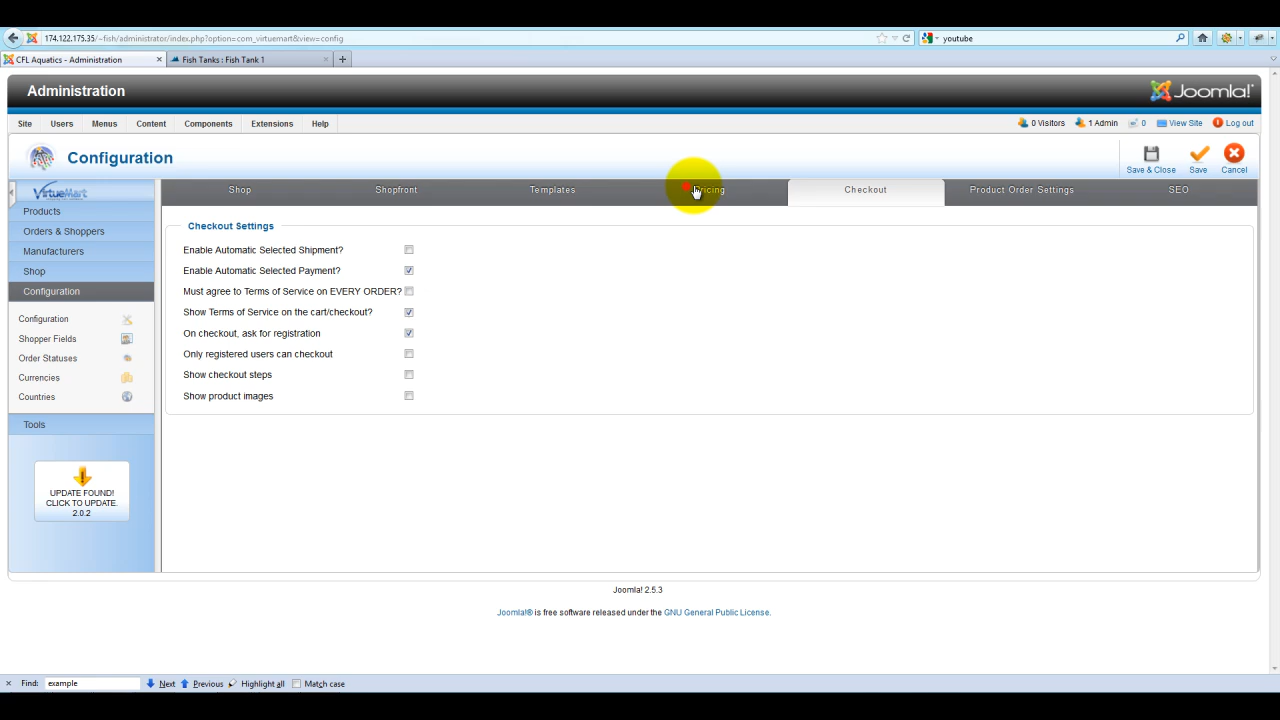 174.122.175.35/~fish/administrator/index.php?option=com_virtuemart&view=config
youtube
CFL Aquatics - Administration
Fish Tanks : Fish Tank 1
Administration
Joomla!
Site Users Menus Content Components Extensions Help
0 Visitors 1 Admin 0 View Site Log out
Configuration
Save & Close Save Cancel
VirtueMart
Shop Shopfront Templates Pricing Checkout Product Order Settings SEO
Products
Orders & Shoppers
Manufacturers
Shop
Configuration
Configuration
Shopper Fields
Order Statuses
Currencies
Countries
Tools
UPDATE FOUND!
CLICK TO UPDATE.
2.0.2
Checkout Settings
Enable Automatic Selected Shipment?
Enable Automatic Selected Payment?
Must agree to Terms of Service on EVERY ORDER?
Show Terms of Service on the cart/checkout?
On checkout, ask for registration
Only registered users can checkout
Show checkout steps
Show product images
Joomla! 2.5.3
Joomla!® is free software released under the GNU General Public License.
Find: example Next Previous Highlight all Match case